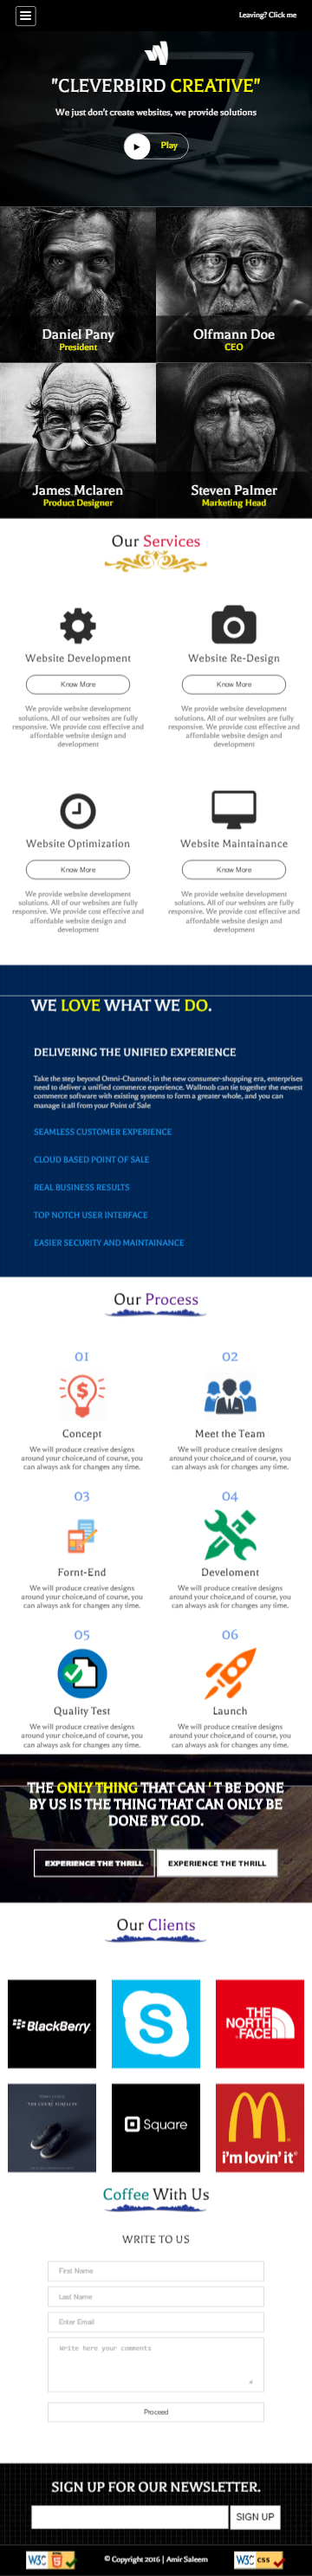 Leaving? Click me
"CLEVERBIRD CREATIVE"
We just don't create websites, we provide solutions
Play
Daniel Pany
President
Olfmann Doe
CEO
James Mclaren
Product Designer
Steven Palmer
Marketing Head
Our Services
Website Development
Know More
We provide website development
solutions. All of our websites are fully
responsive. We provide cost effective and
affordable website design and
development
Website Re-Design
Know More
We provide website development
solutions. All of our websites are fully
responsive. We provide cost effective and
affordable website design and
development
Website Optimization
Know More
We provide website development
solutions. All of our websites are fully
responsive. We provide cost effective and
affordable website design and
development
Website Maintainance
Know More
We provide website development
solutions. All of our websites are fully
responsive. We provide cost effective and
affordable website design and
development
WE LOVE WHAT WE DO.
DELIVERING THE UNIFIED EXPERIENCE
Take the step beyond Omni-Channel; in the new consumer-shopping era, enterprises
need to deliver a unified commerce experience. Wallmob can tie together the newest
commerce software with existing systems to form a greater whole, and you can
manage it all from your Point of Sale
SEAMLESS CUSTOMER EXPERIENCE
CLOUD BASED POINT OF SALE
REAL BUSINESS RESULTS
TOP NOTCH USER INTERFACE
EASIER SECURITY AND MAINTAINANCE
Our Process
01
Concept
We will produce creative designs
around your choice,and of course, you
can always ask for changes any time.
02
Meet the Team
We will produce creative designs
around your choice,and of course, you
can always ask for changes any time.
03
Fornt-End
We will produce creative designs
around your choice,and of course, you
can always ask for changes any time.
04
Develoment
We will produce creative designs
around your choice,and of course, you
can always ask for changes any time.
05
Quality Test
We will produce creative designs
around your choice,and of course, you
can always ask for changes any time.
06
Launch
We will produce creative designs
around your choice,and of course, you
can always ask for changes any time.
THE ONLY THING THAT CAN ' T BE DONE
BY US IS THE THING THAT CAN ONLY BE
DONE BY GOD.
EXPERIENCE THE THRILL
EXPERIENCE THE THRILL
Our Clients
BlackBerry
S
THE
NORTH
FACE
Square
i'm lovin' it
Coffee With Us
WRITE TO US
First Name
Last Name
Enter Email
Write here your comments
Proceed
SIGN UP FOR OUR NEWSLETTER.
SIGN UP
W3C
© Copyright 2016 | Amir Saleem
W3C CSS